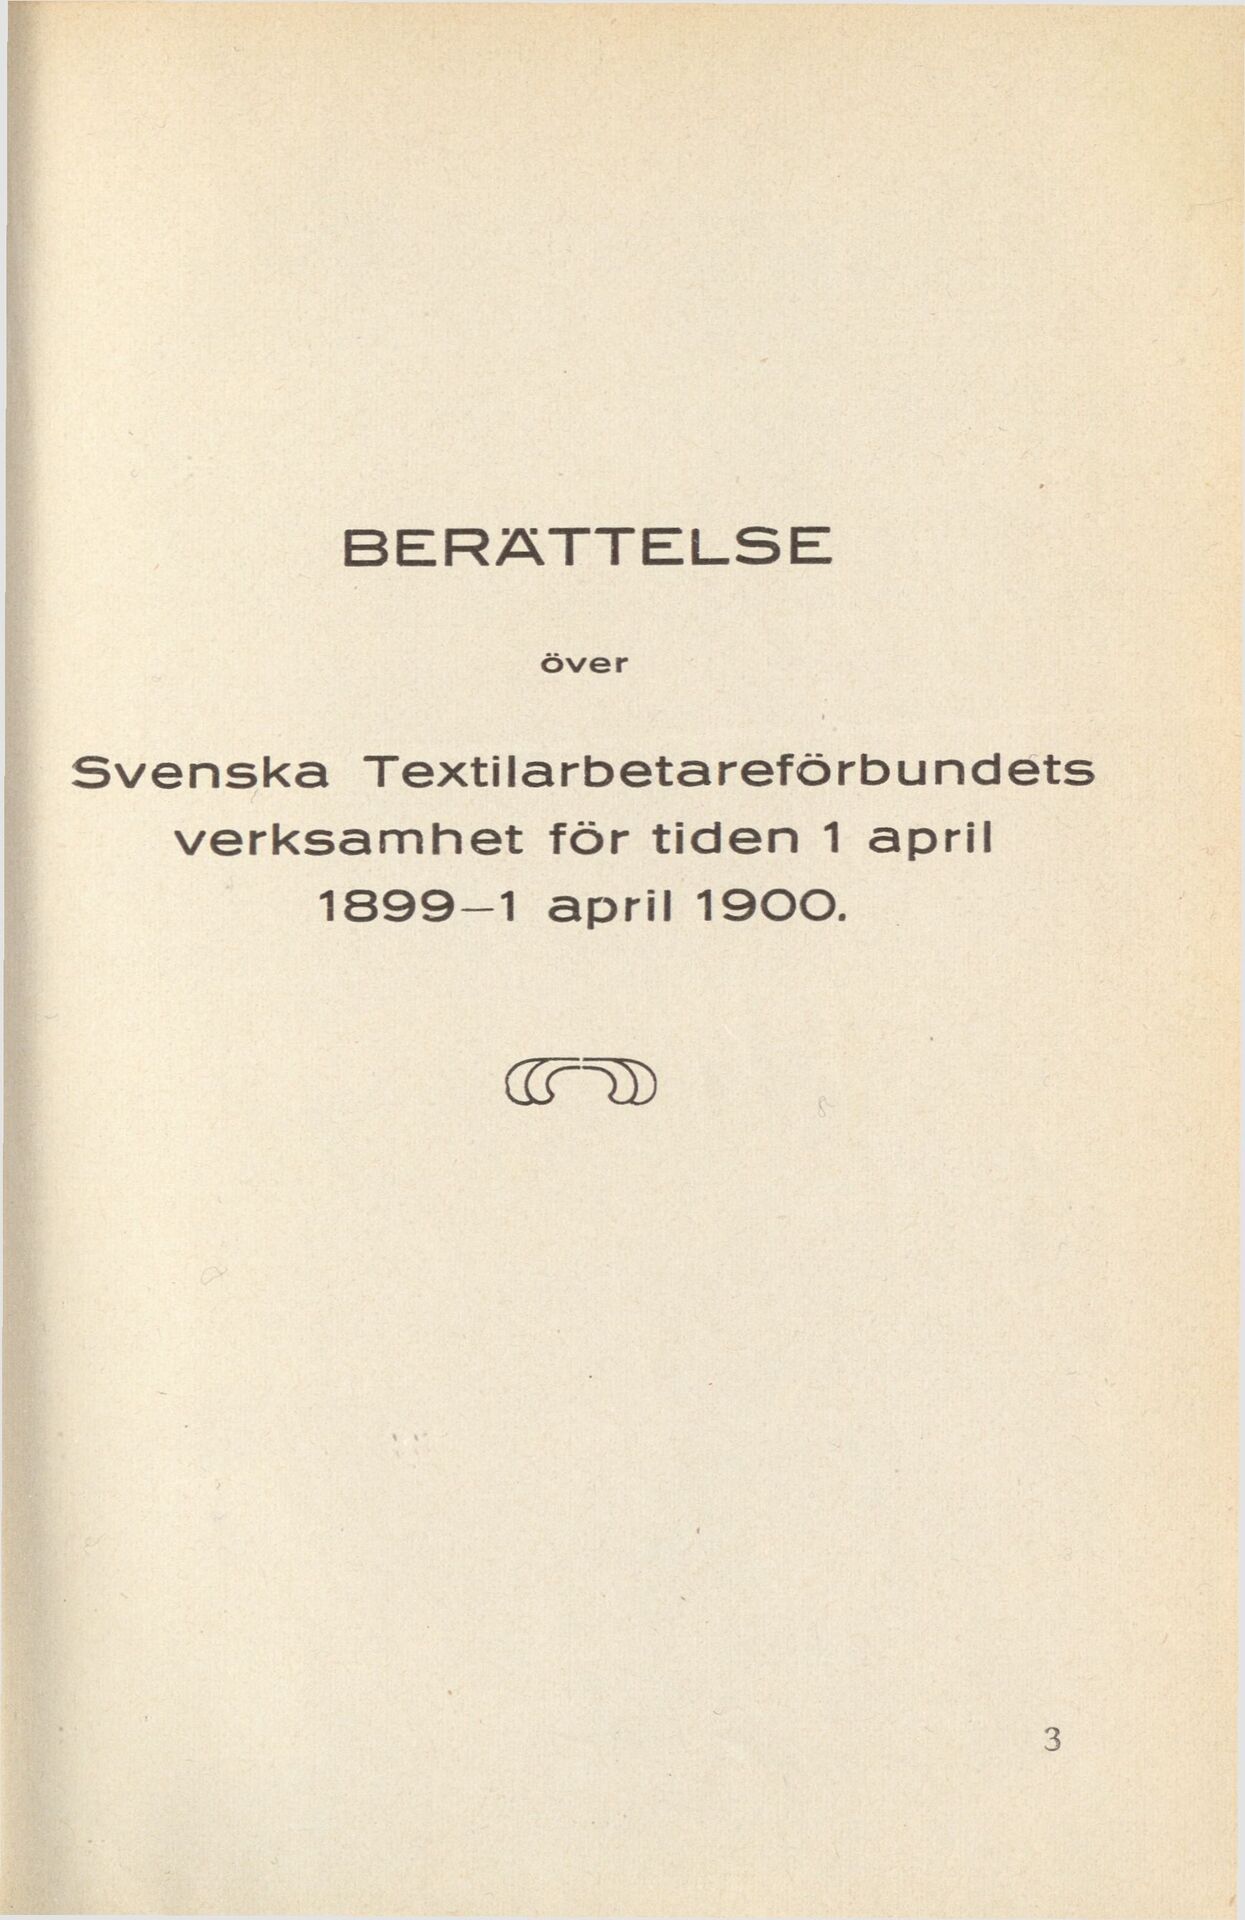 BERÄTTELSE
över
Svenska Textilarbetareförbundets
verksamhet för tiden 1 april
1899–1 april 1900.
3